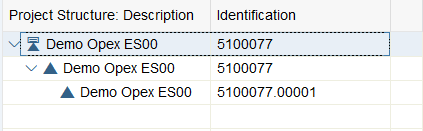 Project Structure: Description Identification
Demo Opex ES00 5100077
Demo Opex ES00 5100077
Demo Opex ES00 5100077.00001